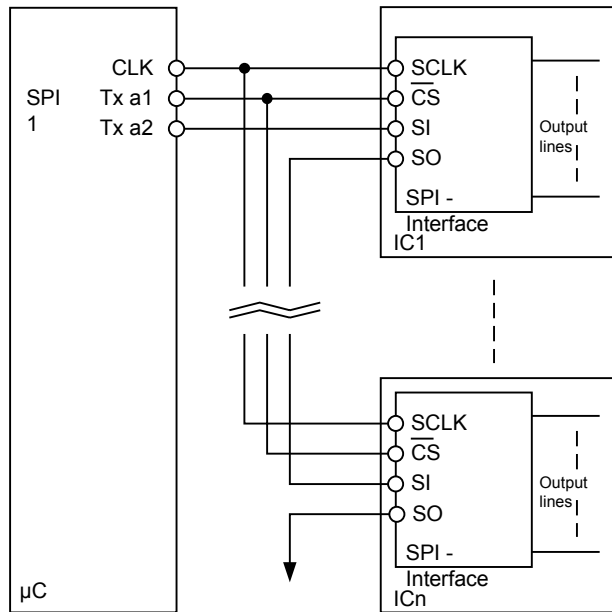 SPI
1
CLK
Tx a1
Tx a2
µC
SCLK
CS
SI
SO
SPI -
Interface
IC1
Output
lines
SCLK
CS
SI
SO
SPI -
Interface
ICn
Output
lines